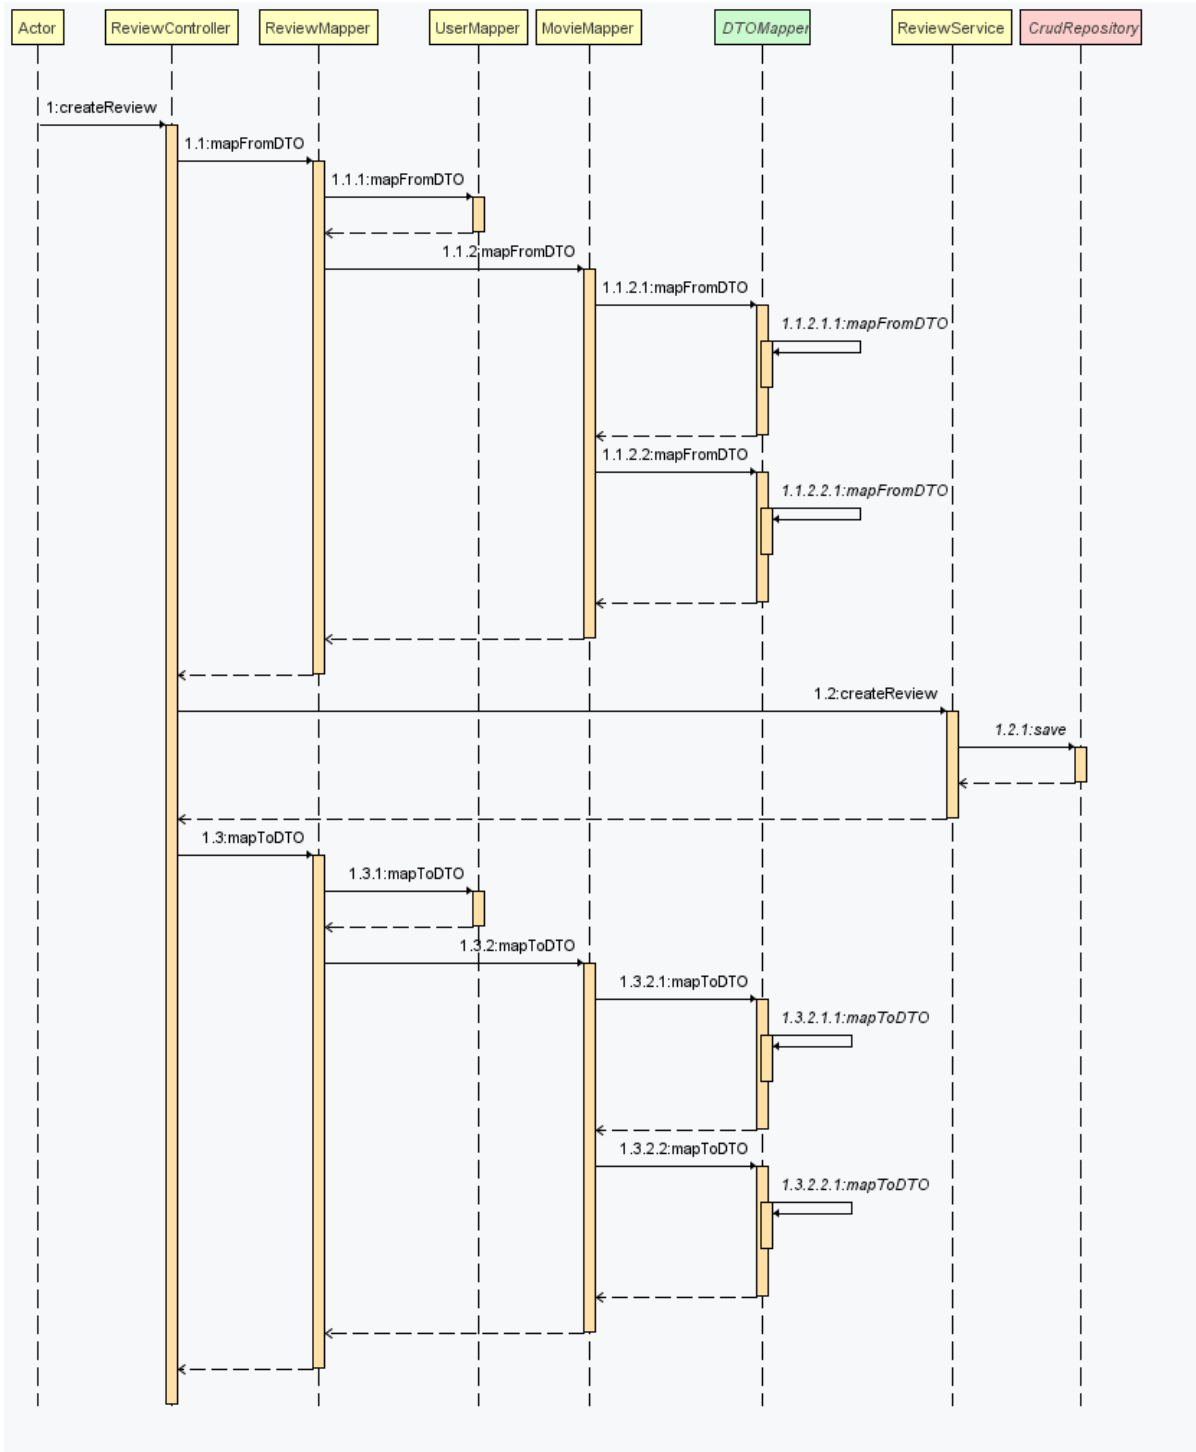 Actor ReviewController ReviewMapper UserMapper MovieMapper DTOMapper ReviewService CrudRepository
1:createReview
1.1:mapFromDTO
1.1.1:mapFromDTO
1.1.2:mapFromDTO
1.1.2.1:mapFromDTO
1.1.2.1.1:mapFromDTO
1.1.2.2:mapFromDTO
1.1.2.2.1:mapFromDTO
1.2:createReview
1.2.1:save
1.3:mapToDTO
1.3.1:mapToDTO
1.3.2:mapToDTO
1.3.2.1:mapToDTO
1.3.2.1.1:mapToDTO
1.3.2.2:mapToDTO
1.3.2.2.1:mapToDTO